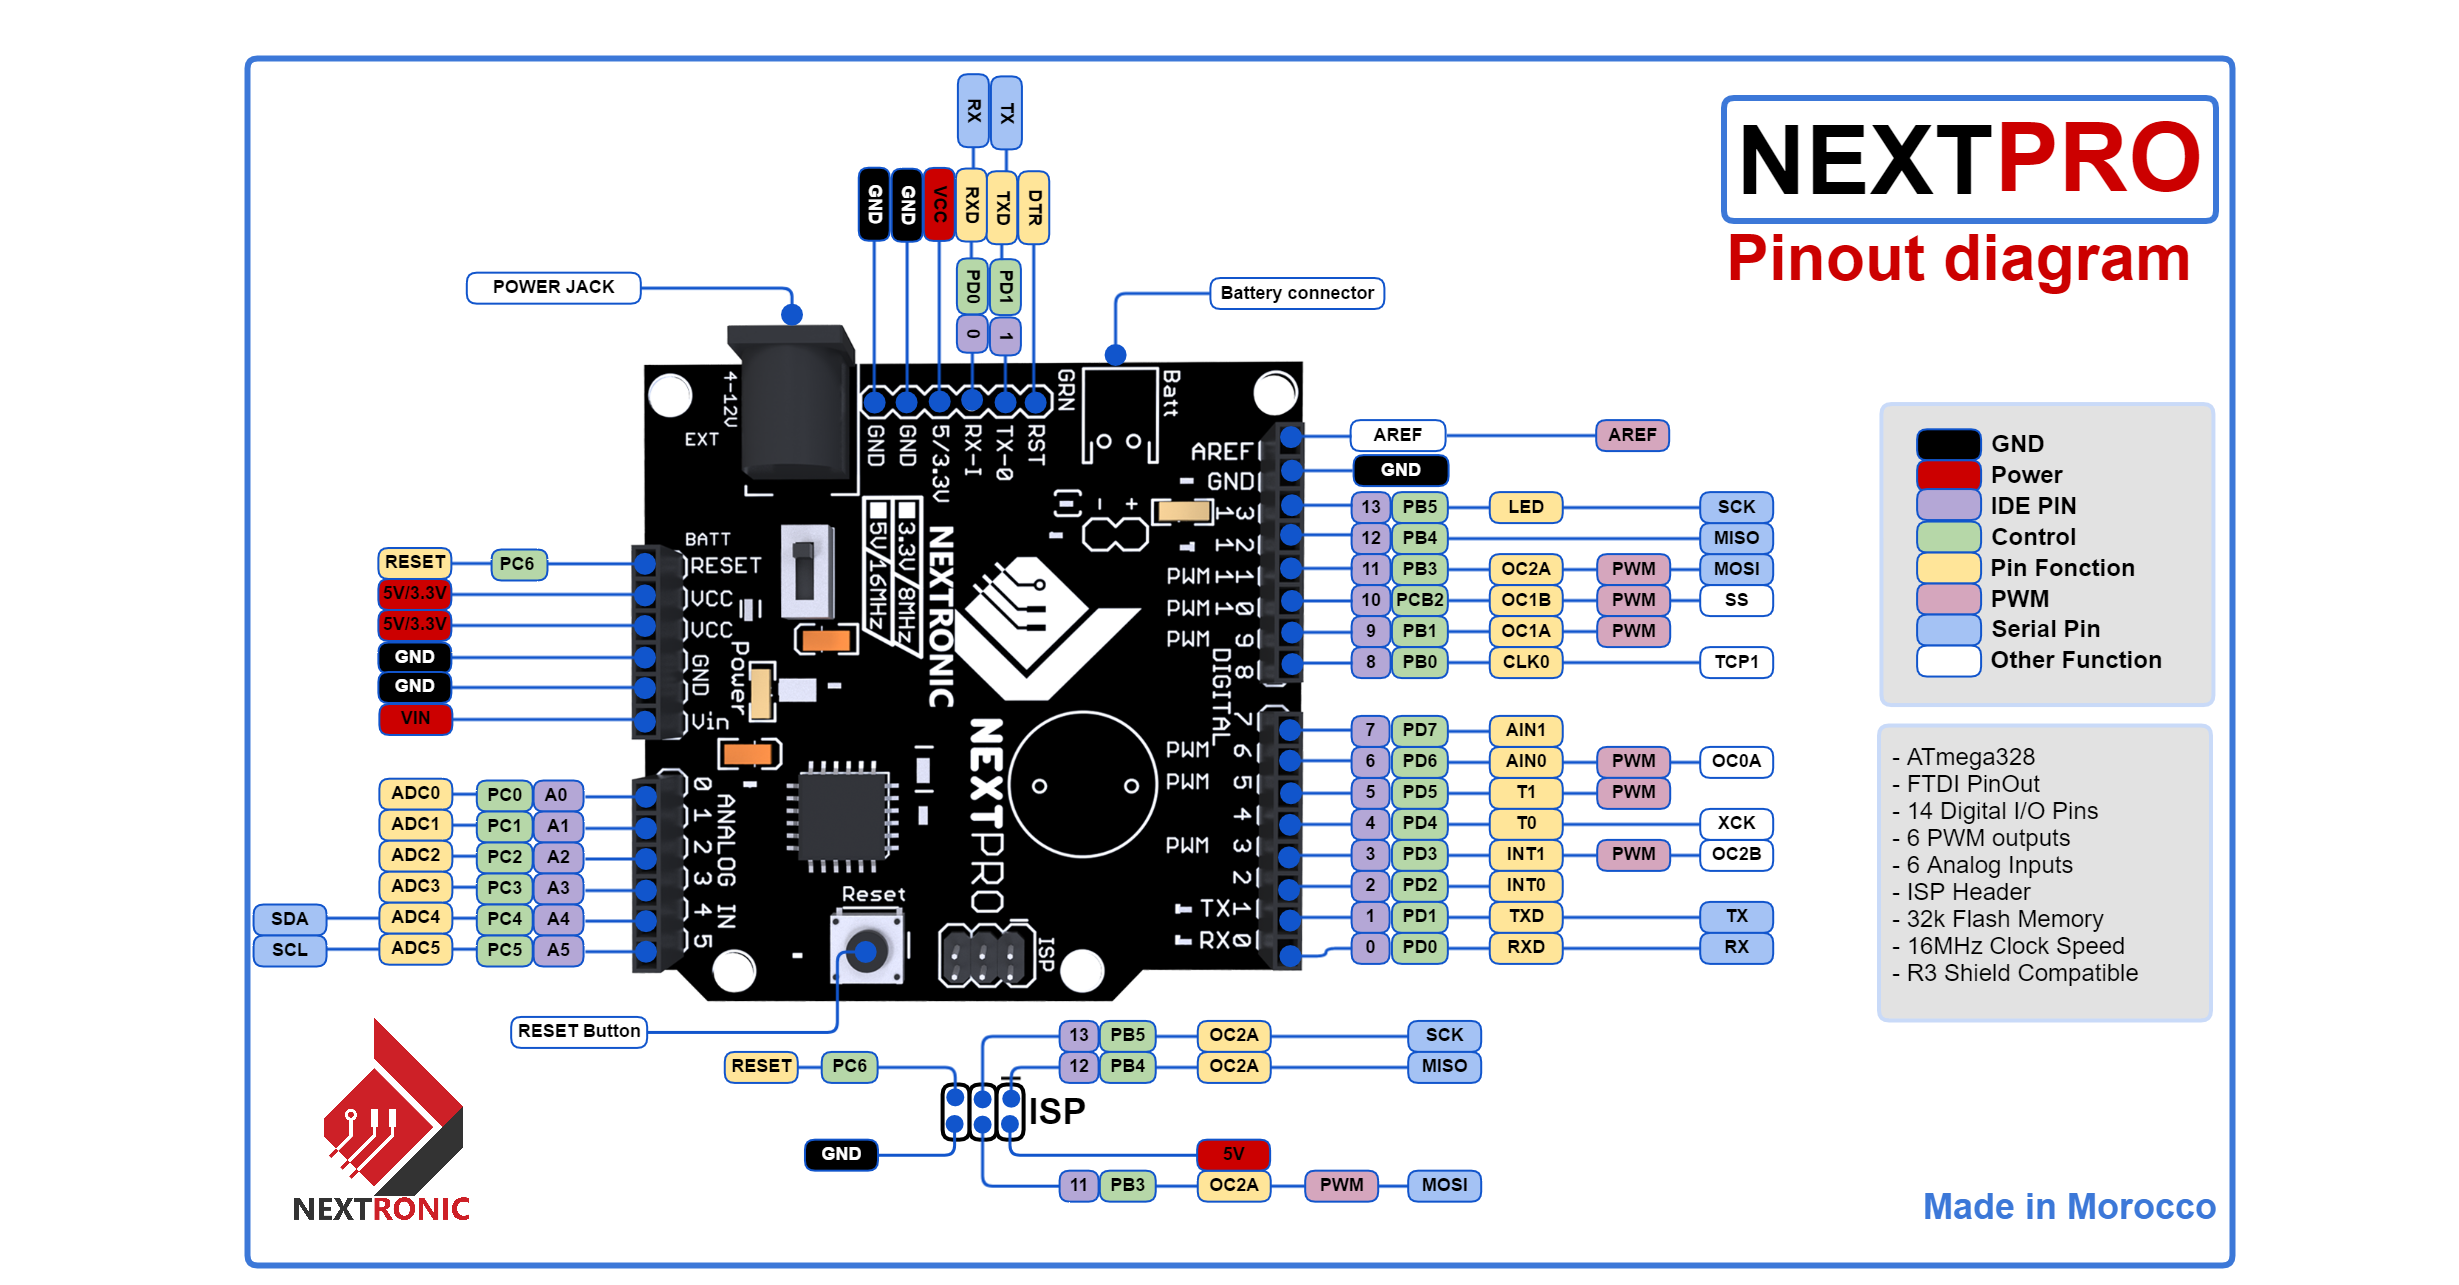 NEXTPRO
Pinout diagram
RX TX
GND GND VCC RXD TXD DTR
PD0 PD1
0 1
POWER JACK
Battery connector
4-12V
EXT
GND GND 5/3.3V RX-I TX-0 RST
GRN
Batt
- +
BATT
RESET
VCC
VCC
GND
Vin
Power
5V/16MHz
3.3V/8MHz
NEXTRONIC
NEXTPRO
AREF
GND
13
12
PWM 11
PWM 10
PWM 9
8
DIGITAL
7
PWM 6
PWM 5
4
PWM 3
2
TX1
RX0
0
1
2
3
4
5
ANALOG IN
Reset
ISP
RESET PC6
5V/3.3V
5V/3.3V
GND
GND
VIN
ADC0 PC0 A0
ADC1 PC1 A1
ADC2 PC2 A2
ADC3 PC3 A3
SDA ADC4 PC4 A4
SCL ADC5 PC5 A5
AREF AREF
GND
13 PB5 LED SCK
12 PB4 MISO
11 PB3 OC2A PWM MOSI
10 PCB2 OC1B PWM SS
9 PB1 OC1A PWM
8 PB0 CLK0 TCP1
7 PD7 AIN1
6 PD6 AIN0 PWM OC0A
5 PD5 T1 PWM
4 PD4 T0 XCK
3 PD3 INT1 PWM OC2B
2 PD2 INT0
1 PD1 TXD TX
0 PD0 RXD RX
GND
Power
IDE PIN
Control
Pin Fonction
PWM
Serial Pin
Other Function
- ATmega328
- FTDI PinOut
- 14 Digital I/O Pins
- 6 PWM outputs
- 6 Analog Inputs
- ISP Header
- 32k Flash Memory
- 16MHz Clock Speed
- R3 Shield Compatible
RESET Button
RESET PC6
13 PB5 OC2A SCK
12 PB4 OC2A MISO
ISP
GND
5V
11 PB3 OC2A PWM MOSI
NEXTRONIC
Made in Morocco